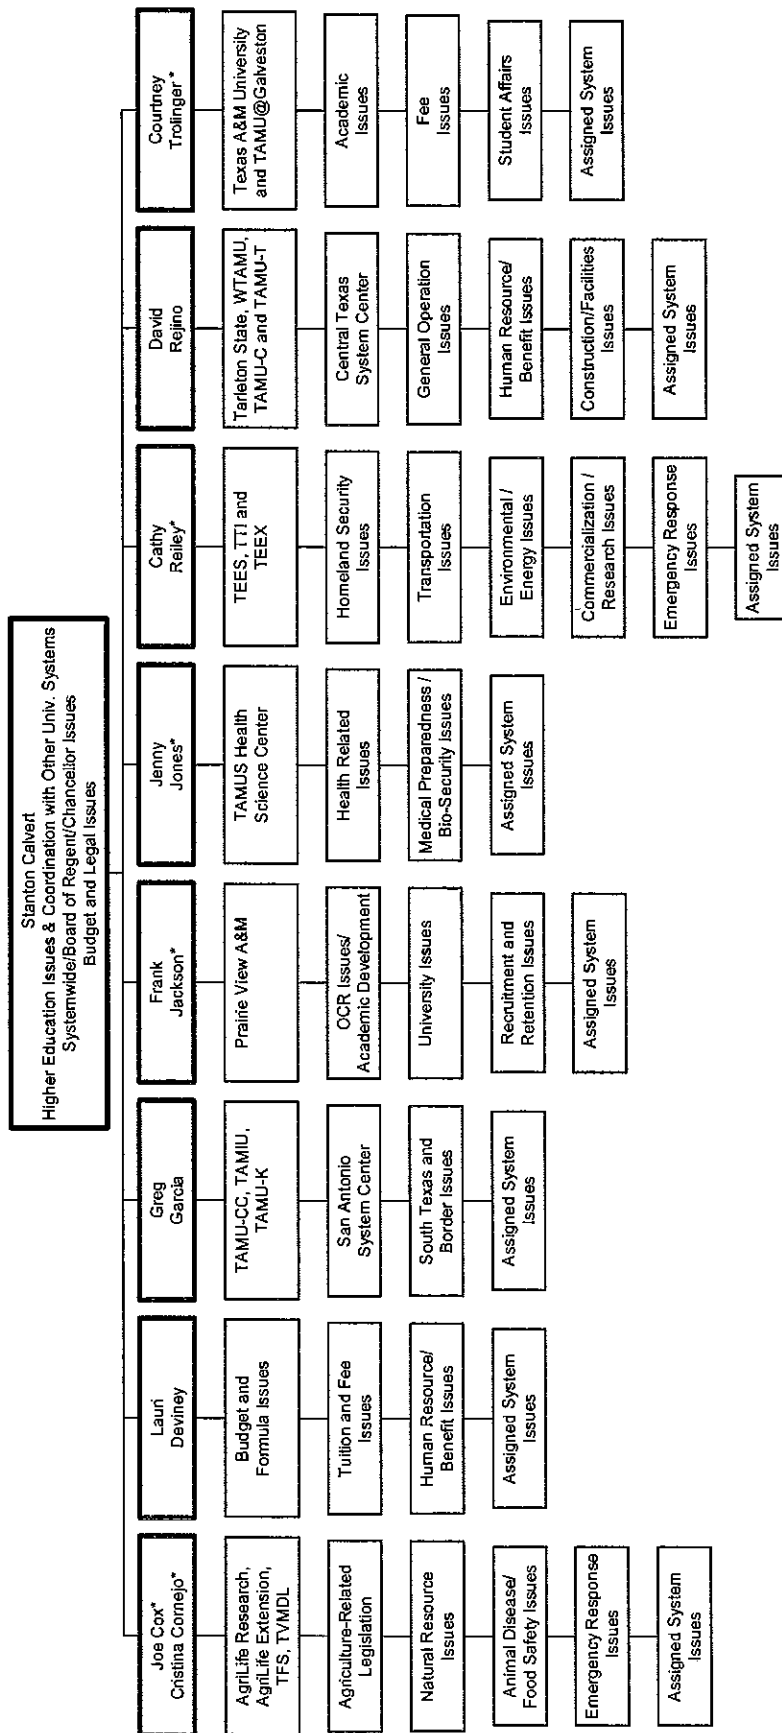 Stanton Calvert
Higher Education Issues & Coordination with Other Univ. Systems
Systemwide/Board of Regent/Chancellor Issues
Budget and Legal Issues
Joe Cox*
Cristina Cornejo*
AgriLife Research,
AgriLife Extension,
TFS, TVMDL
Agriculture-Related
Legislation
Natural Resource
Issues
Animal Disease/
Food Safety Issues
Emergency Response
Issues
Assigned System
Issues
Lauri
Deviney
Budget and
Formula Issues
Tuition and Fee
Issues
Human Resource/
Benefit Issues
Assigned System
Issues
Greg
Garcia
TAMU-CC, TAMIU,
TAMU-K
San Antonio
System Center
South Texas and
Border Issues
Assigned System
Issues
Frank
Jackson*
Prairie View A&M
OCR Issues/
Academic Development
University Issues
Recruitment and
Retention Issues
Assigned System
Issues
Jenny
Jones*
TAMUS Health
Science Center
Health Related
Issues
Medical Preparedness /
Bio-Security Issues
Assigned System
Issues
Cathy
Reiley*
TEES, TTI and
TEEX
Homeland Security
Issues
Transportation
Issues
Environmental /
Energy Issues
Commercialization /
Research Issues
Emergency Response
Issues
Assigned System
Issues
David
Rejino
Tarleton State, WTAMU,
TAMU-C and TAMU-T
Central Texas
System Center
General Operation
Issues
Human Resource/
Benefit Issues
Construction/Facilities
Issues
Assigned System
Issues
Courtney
Trolinger *
Texas A&M University
and TAMU@Galveston
Academic
Issues
Fee
Issues
Student Affairs
Issues
Assigned System
Issues